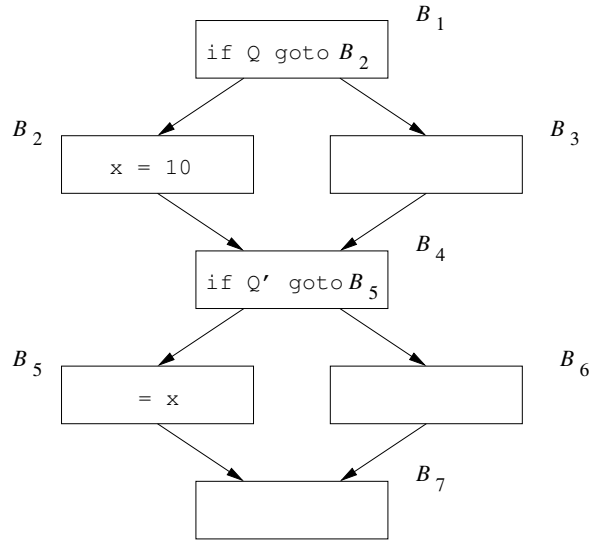 B1
if Q goto B2
B2
x = 10
B3
B4
if Q' goto B5
B5
= x
B6
B7